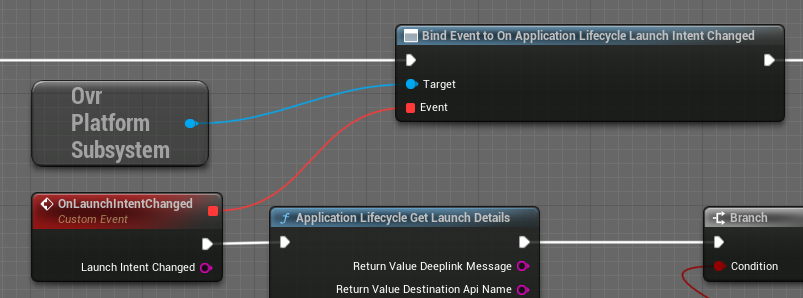 Bind Event to On Application Lifecycle Launch Intent Changed
Target
Event
Ovr
Platform
Subsystem
OnLaunchIntentChanged
Custom Event
Launch Intent Changed
f Application Lifecycle Get Launch Details
Return Value Deeplink Message
Return Value Destination Api Name
Branch
Condition